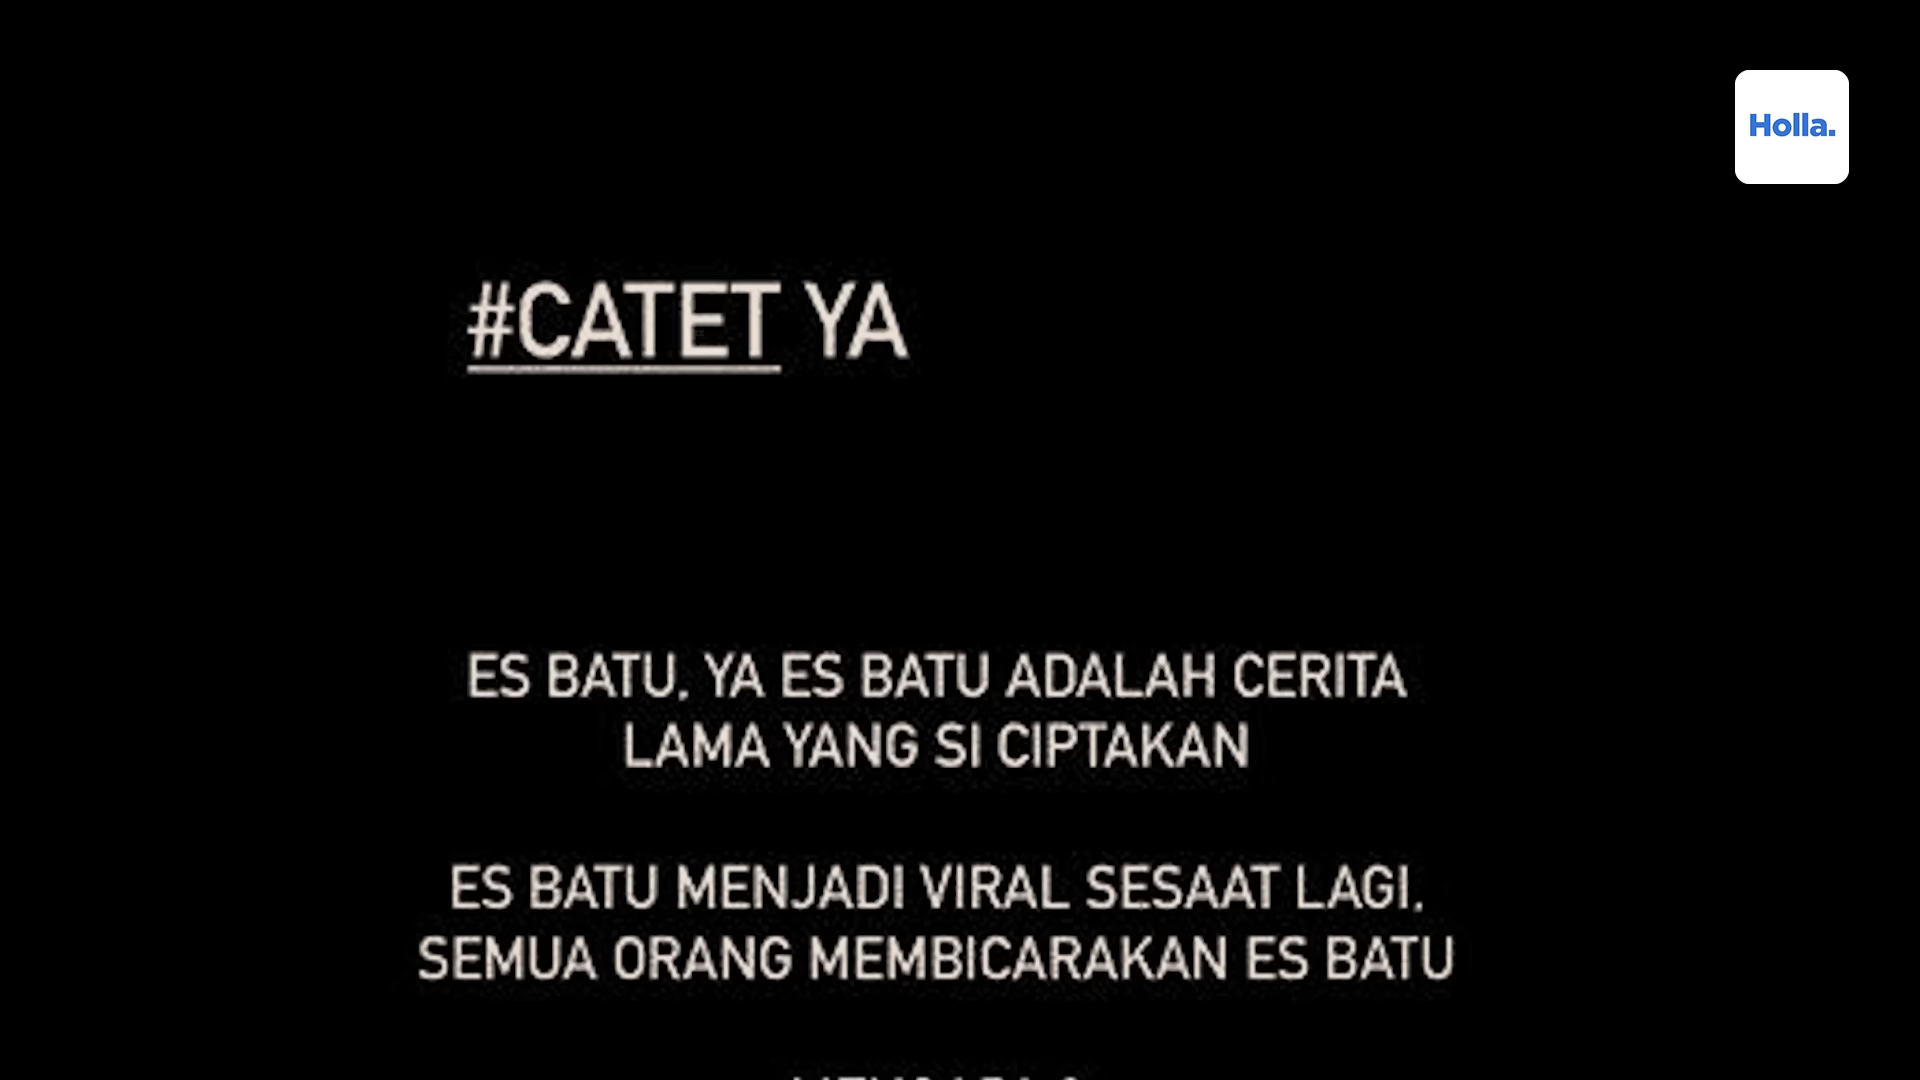 Holla.
#CATET YA
ES BATU, YA ES BATU ADALAH CERITA
LAMA YANG SI CIPTAKAN
ES BATU MENJADI VIRAL SESAAT LAGI,
SEMUA ORANG MEMBICARAKAN ES BATU